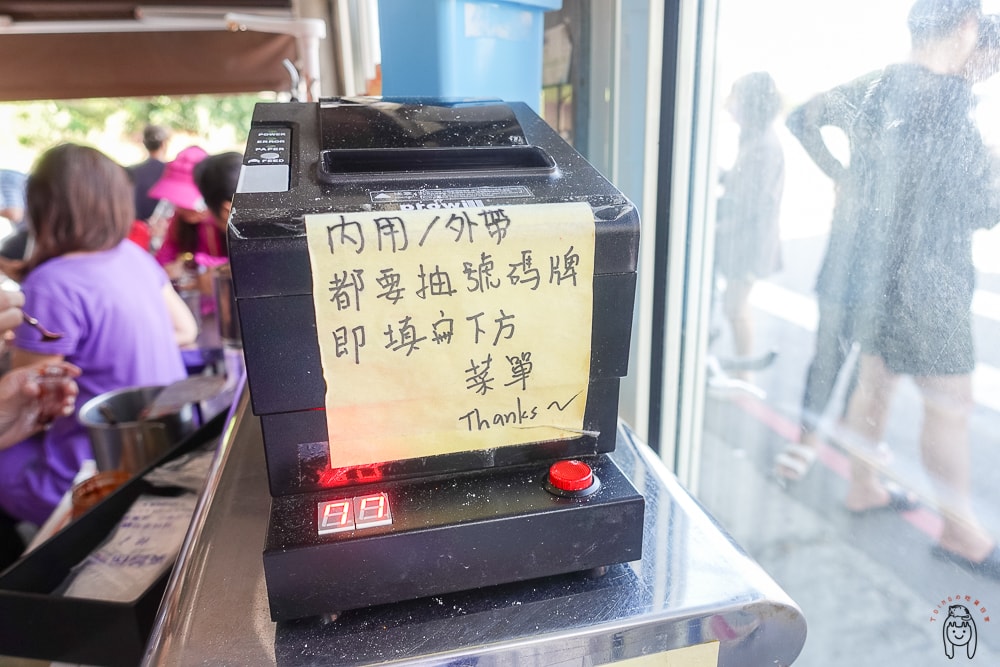 POWER
ERROR
PAPER
FEED
內用/外帶
都要抽號碼牌
即填寫下方
菜單
Thanks~